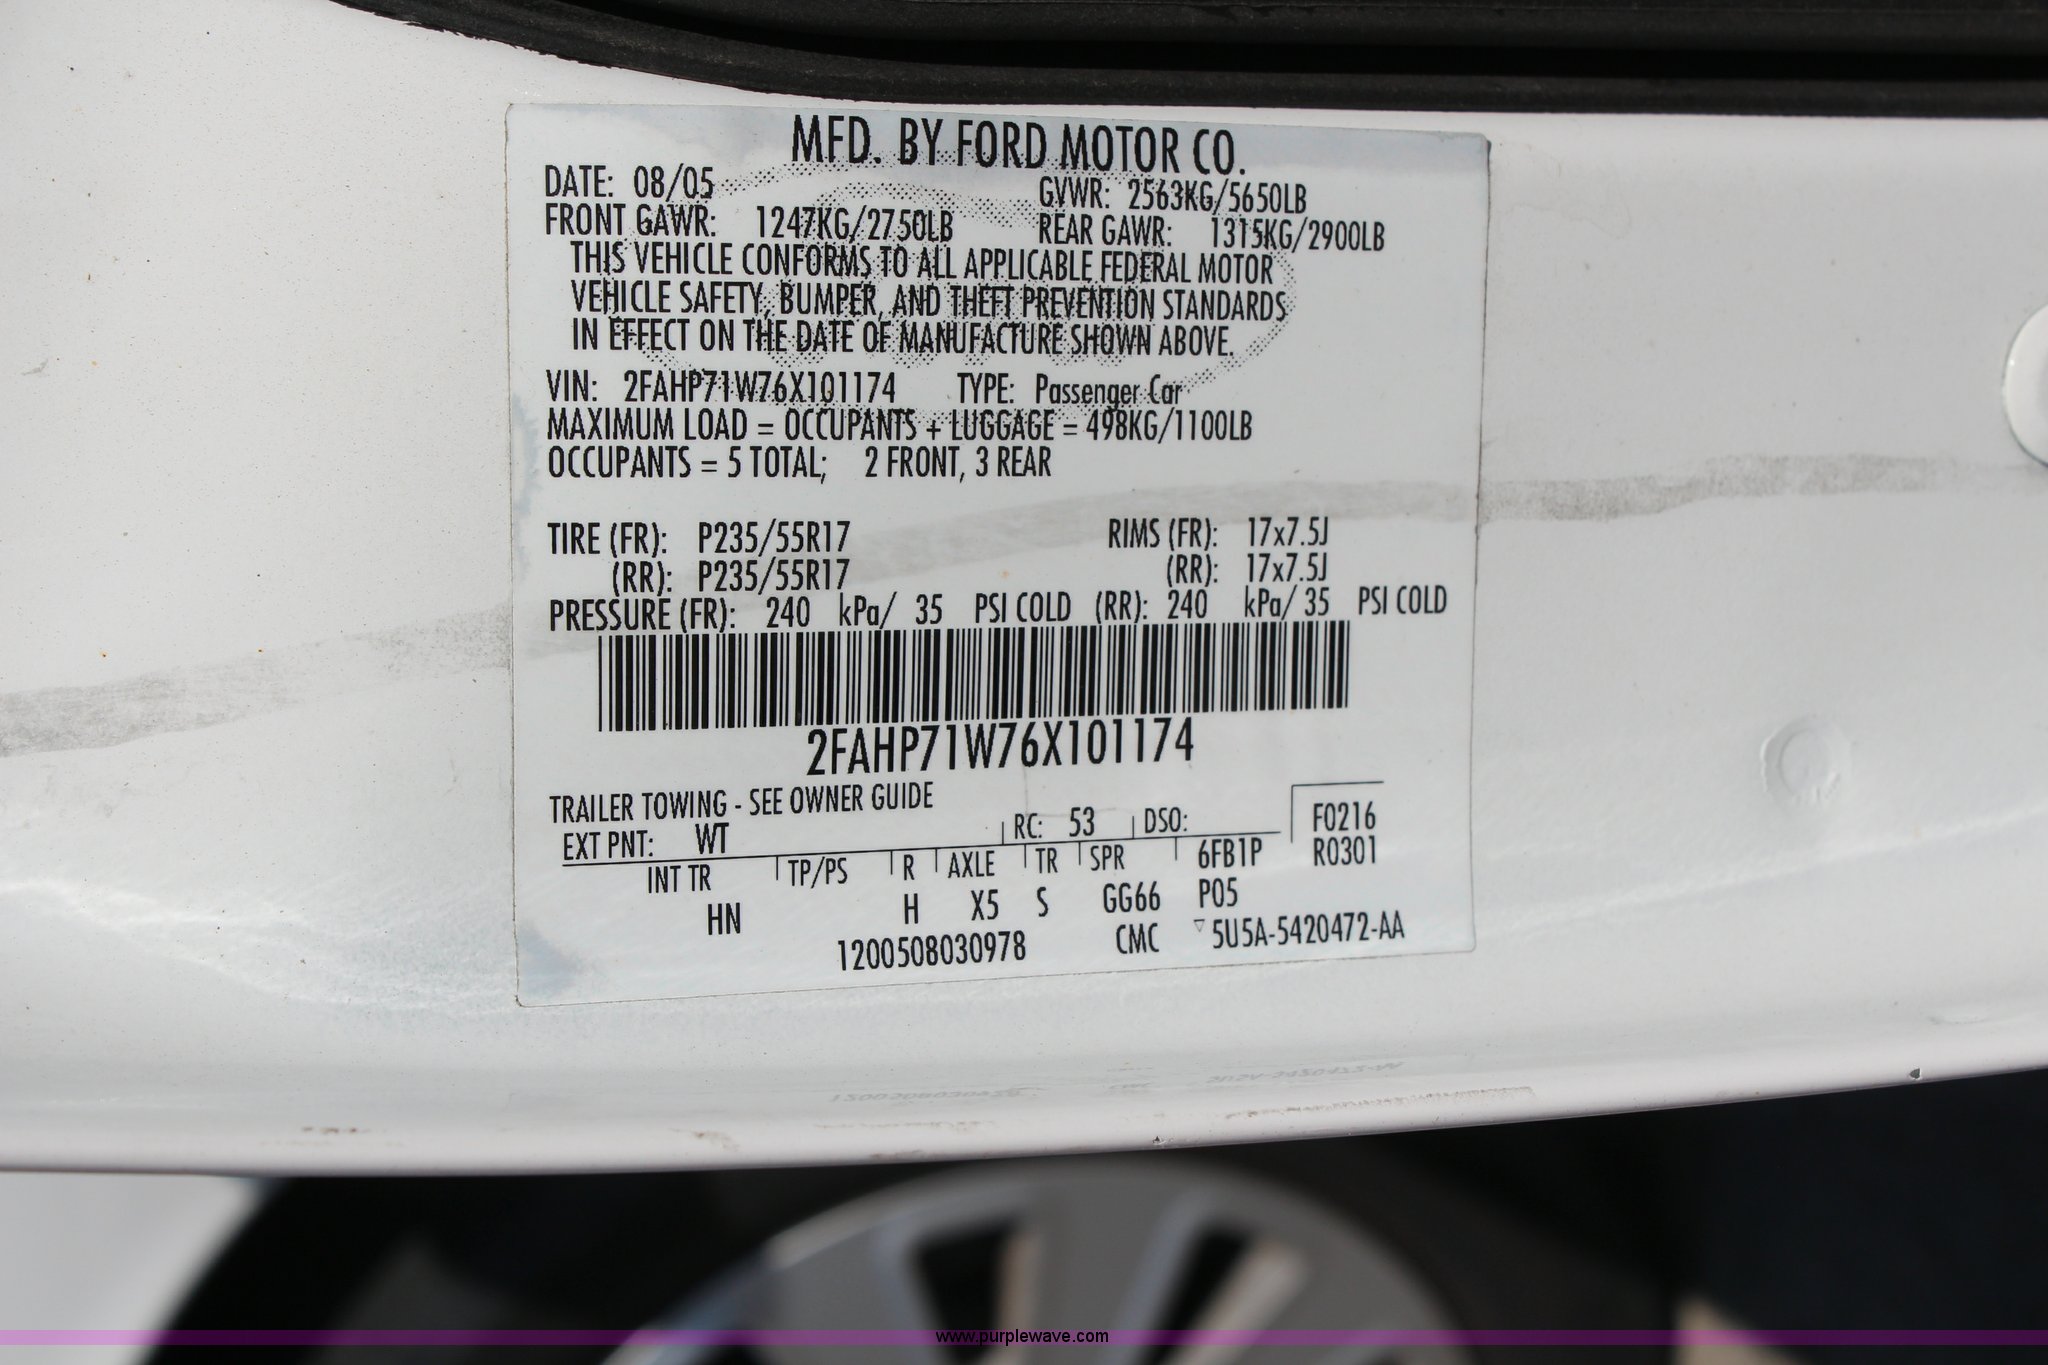 MFD. BY FORD MOTOR CO.
DATE: 08/05 GVWR: 2563KG/5650LB
FRONT GAWR: 1247KG/2750LB REAR GAWR: 1315KG/2900LB
THIS VEHICLE CONFORMS TO ALL APPLICABLE FEDERAL MOTOR
VEHICLE SAFETY, BUMPER, AND THEFT PREVENTION STANDARDS
IN EFFECT ON THE DATE OF MANUFACTURE SHOWN ABOVE.
VIN: 2FAHP71W76X101174 TYPE: Passenger Car
MAXIMUM LOAD = OCCUPANTS + LUGGAGE = 498KG/1100LB
OCCUPANTS = 5 TOTAL; 2 FRONT, 3 REAR
TIRE (FR): P235/55R17 RIMS (FR): 17x7.5J
(RR): P235/55R17 (RR): 17x7.5J
PRESSURE (FR): 240 kPa/ 35 PSI COLD (RR): 240 kPa/ 35 PSI COLD
2FAHP71W76X101174
TRAILER TOWING - SEE OWNER GUIDE
EXT PNT: WT RC: 53 DSO: F0216
INT TR TP/PS R AXLE TR SPR 6FB1P R0301
HN H X5 S GG66 P05
1200508030978 CMC ▽ 5U5A-5420472-AA
www.purplewave.com